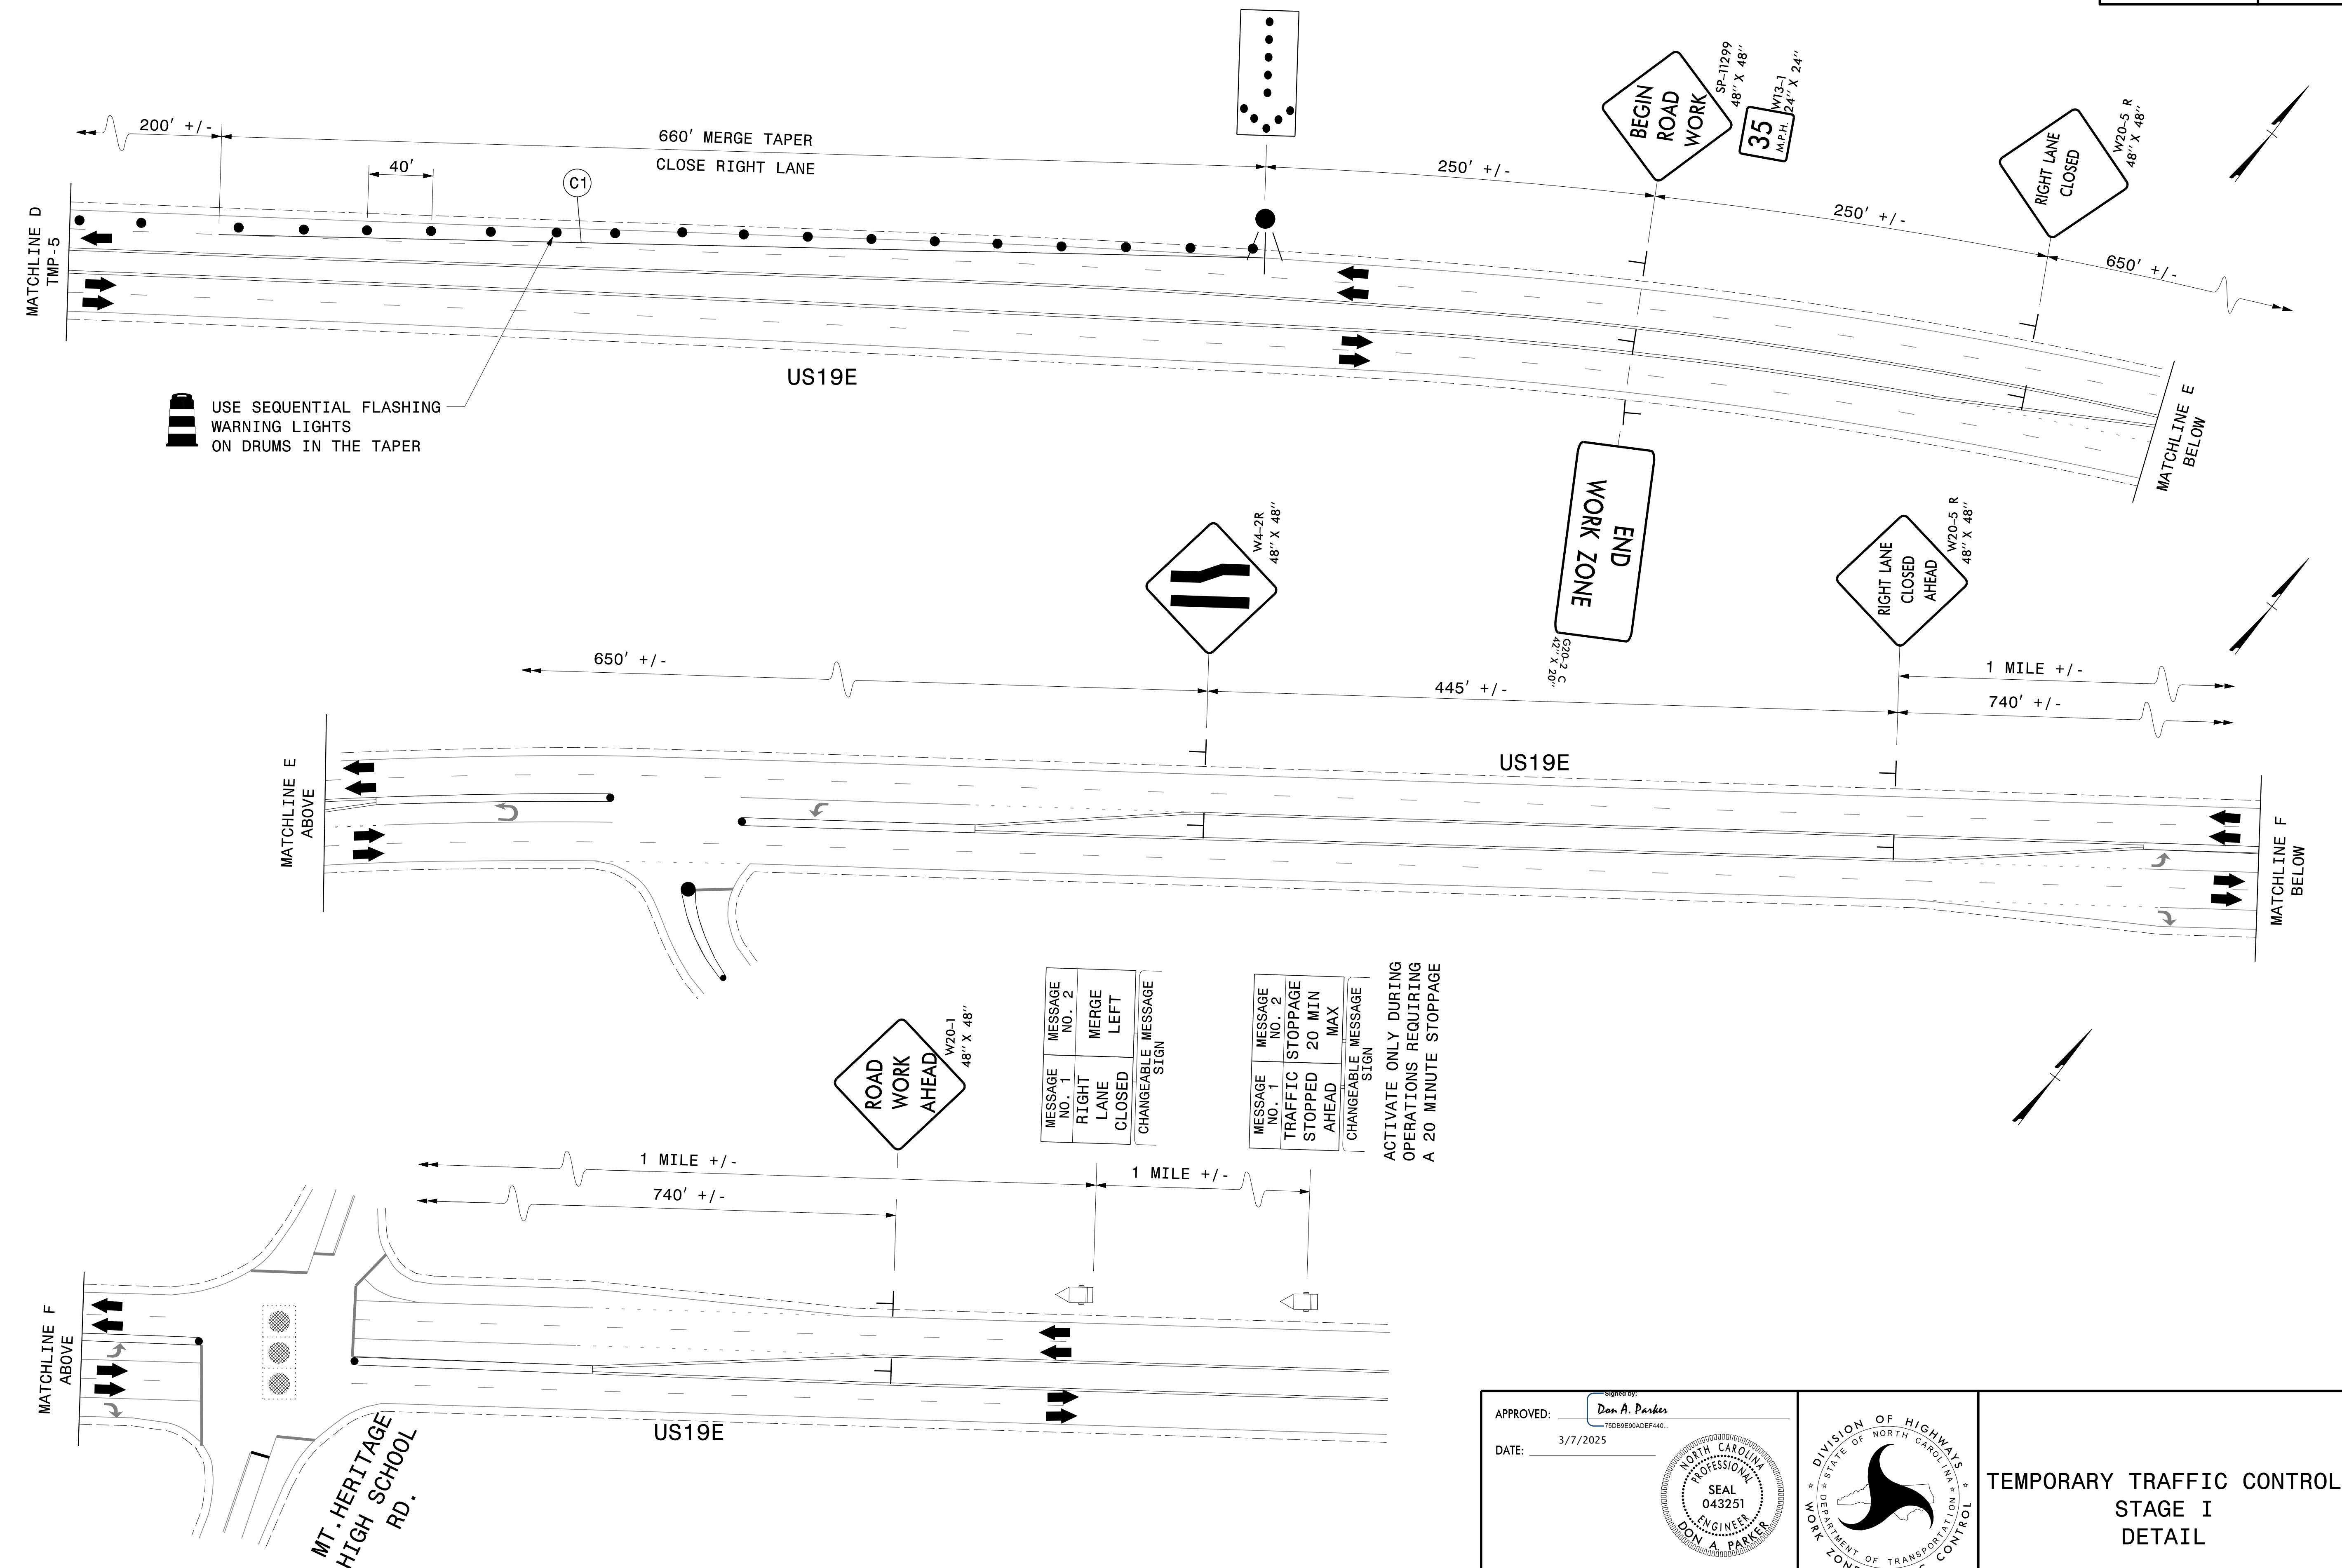 200' +/-
660' MERGE TAPER
CLOSE RIGHT LANE
40'
C1
250' +/-
BEGIN
ROAD
WORK
SP-11299
48'' X 48''
35
M.P.H.
W13-1
24'' X 24''
250' +/-
RIGHT LANE
CLOSED
W20-5 R
48'' X 48''
650' +/-
MATCHLINE D
TMP-5
US19E
USE SEQUENTIAL FLASHING
WARNING LIGHTS
ON DRUMS IN THE TAPER
MATCHLINE E
BELOW
END
WORK ZONE
G20-2 C
42'' X 20''
W4-2R
48'' X 48''
RIGHT LANE
CLOSED
AHEAD
W20-5 R
48'' X 48''
650' +/-
445' +/-
1 MILE +/-
740' +/-
MATCHLINE E
ABOVE
US19E
MATCHLINE F
BELOW
ROAD
WORK
AHEAD
W20-1
48'' X 48''
MESSAGE
NO. 1
RIGHT
LANE
CLOSED
MESSAGE
NO. 2
MERGE
LEFT
CHANGEABLE MESSAGE
SIGN
MESSAGE
NO. 1
TRAFFIC
STOPPED
AHEAD
MESSAGE
NO. 2
STOPPAGE
20 MIN
MAX
CHANGEABLE MESSAGE
SIGN
ACTIVATE ONLY DURING
OPERATIONS REQUIRING
A 20 MINUTE STOPPAGE
1 MILE +/-
1 MILE +/-
740' +/-
MATCHLINE F
ABOVE
MT.HERITAGE
HIGH SCHOOL
RD.
US19E
APPROVED:
Signed by:
Don A. Parker
75DB9E90ADEF440...
DATE:
3/7/2025
NORTH CAROLINA
PROFESSIONAL
SEAL
043251
ENGINEER
DON A. PARKER
DIVISION OF HIGHWAYS
STATE OF NORTH CAROLINA
DEPARTMENT OF TRANSPORTATION
WORK ZONE CONTROL
TEMPORARY TRAFFIC CONTROL
STAGE I
DETAIL